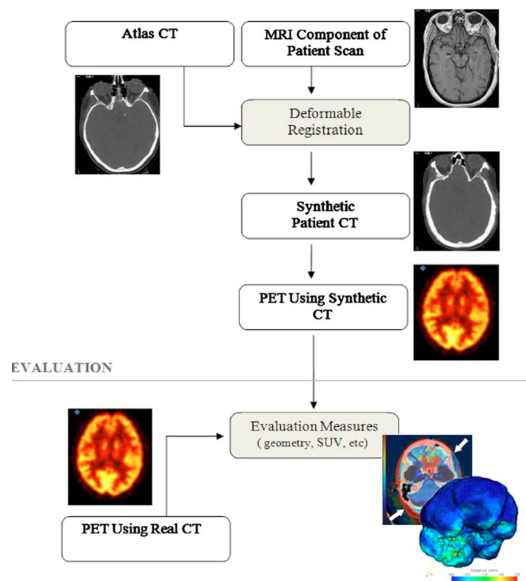 Atlas CT
MRI Component of
Patient Scan
Deformable
Registration
Synthetic
Patient CT
PET Using Synthetic
CT
EVALUATION
Evaluation Measures
( geometry, SUV, etc)
PET Using Real CT